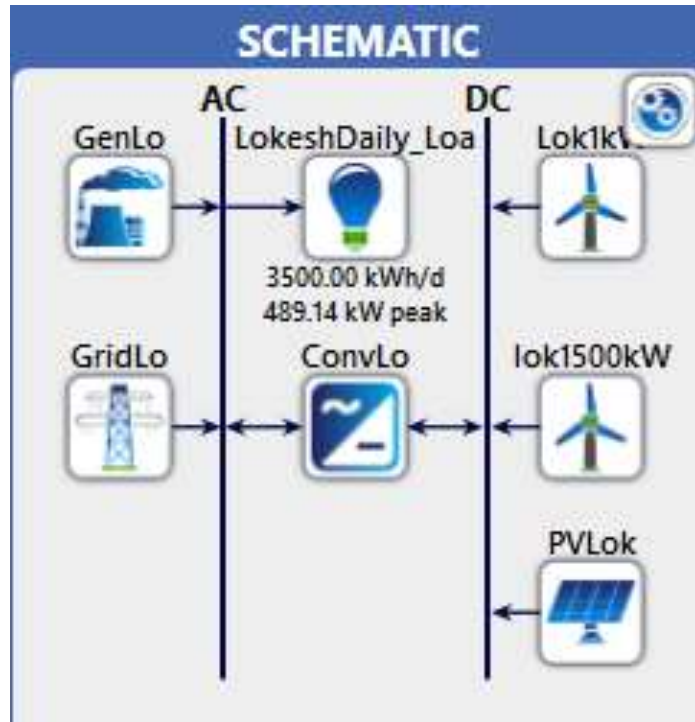 SCHEMATIC
AC DC
GenLo LokeshDaily_Loa
3500.00 kWh/d
489.14 kW peak
GridLo ConvLo lok1500kW
PVLok